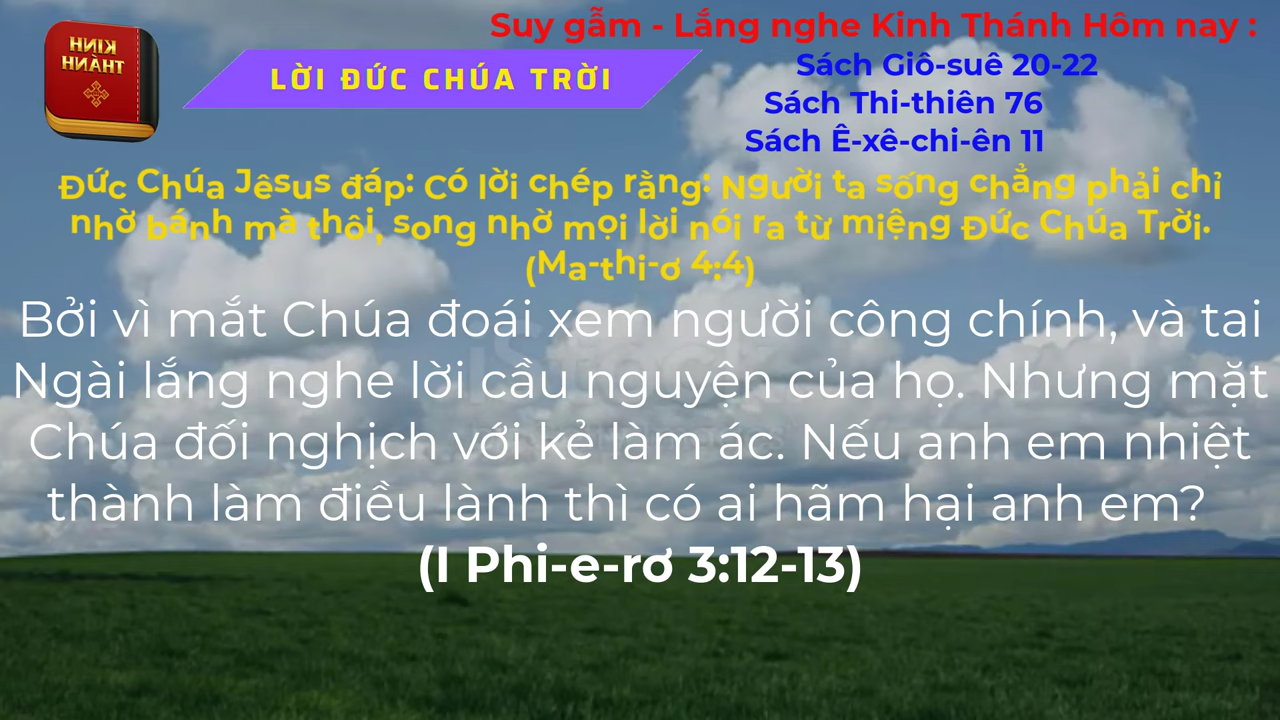 Suy gẫm - Lắng nghe Kinh Thánh Hôm nay :
KINH
THÀNH
LỜI ĐỨC CHÚA TRỜI
Sách Giô-suê 20-22
Sách Thi-thiên 76
Sách Ê-xê-chi-ên 11
Đức Chúa Jêsus đáp: Có lời chép rằng: Người ta sống chẳng phải chỉ
nhờ bánh mà thôi, song nhờ mọi lời nói ra từ miệng Đức Chúa Trời.
(Ma-thi-ơ 4:4)
Bởi vì mắt Chúa đoái xem người công chính, và tai
Ngài lắng nghe lời cầu nguyện của họ. Nhưng mặt
Chúa đối nghịch với kẻ làm ác. Nếu anh em nhiệt
thành làm điều lành thì có ai hãm hại anh em?
(I Phi-e-rơ 3:12-13)